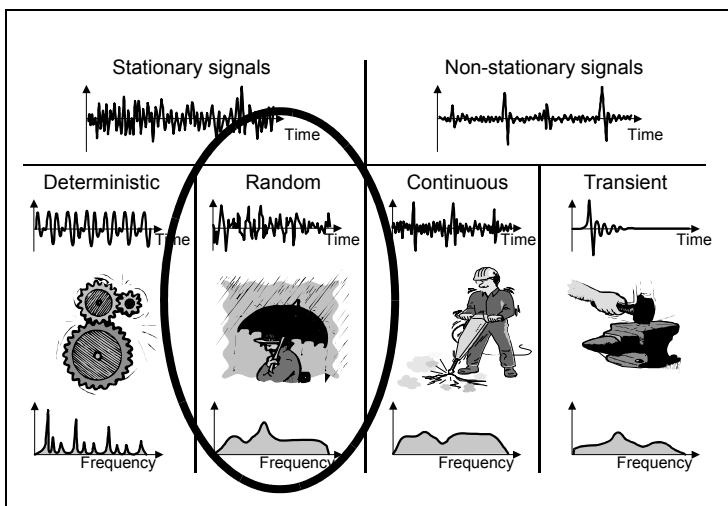 Stationary signals
Non-stationary signals
Time
Time
Deterministic
Random
Continuous
Transient
Time
Time
Time
Time
Frequency
Frequency
Frequency
Frequency